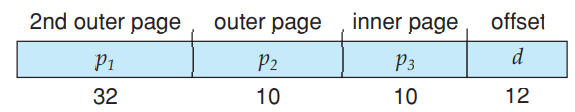 2nd outer page outer page inner page offset
p1 p2 p3 d
32 10 10 12